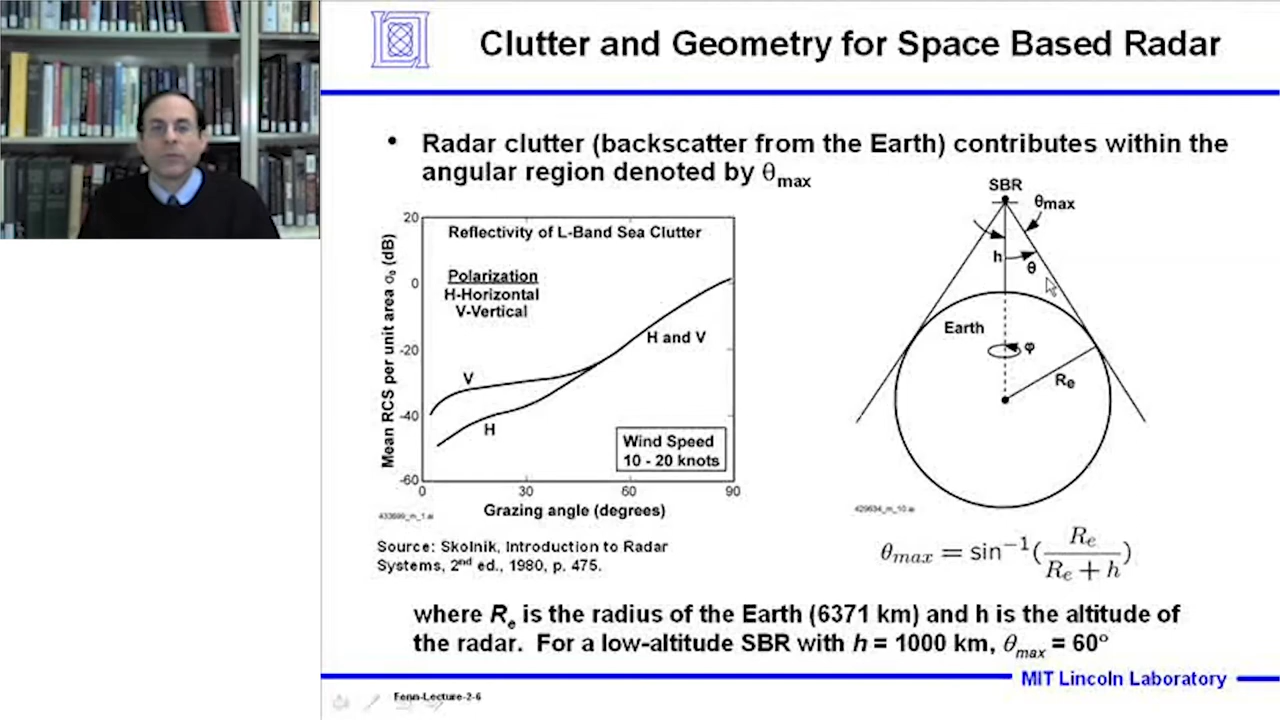 Clutter and Geometry for Space Based Radar
• Radar clutter (backscatter from the Earth) contributes within the
angular region denoted by θmax
Reflectivity of L-Band Sea Clutter
Polarization
H-Horizontal
V-Vertical
Mean RCS per unit area σ₀ (dB)
20
0
-20
-40
-60
V
H
H and V
Wind Speed
10 - 20 knots
0
30
60
90
Grazing angle (degrees)
433699_m_1.ai
Source: Skolnik, Introduction to Radar
Systems, 2nd ed., 1980, p. 475.
SBR
θmax
h
θ
Earth
φ
Re
429634_m_10.ai
θmax = sin⁻¹(Re / (Re + h))
where Re is the radius of the Earth (6371 km) and h is the altitude of
the radar. For a low-altitude SBR with h = 1000 km, θmax = 60°
MIT Lincoln Laboratory
Fenn-Lecture-2-6